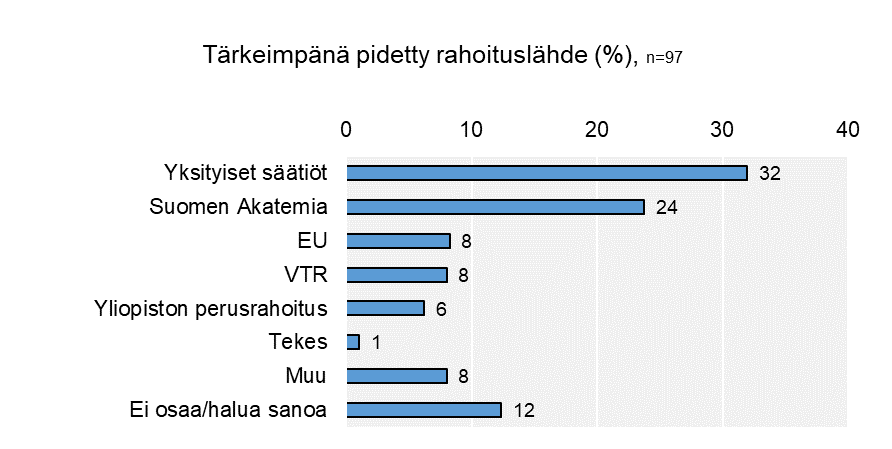 Tärkeimpänä pidetty rahoituslähde (%), n=97
0 10 20 30 40
Yksityiset säätiöt 32
Suomen Akatemia 24
EU 8
VTR 8
Yliopiston perusrahoitus 6
Tekes 1
Muu 8
Ei osaa/halua sanoa 12